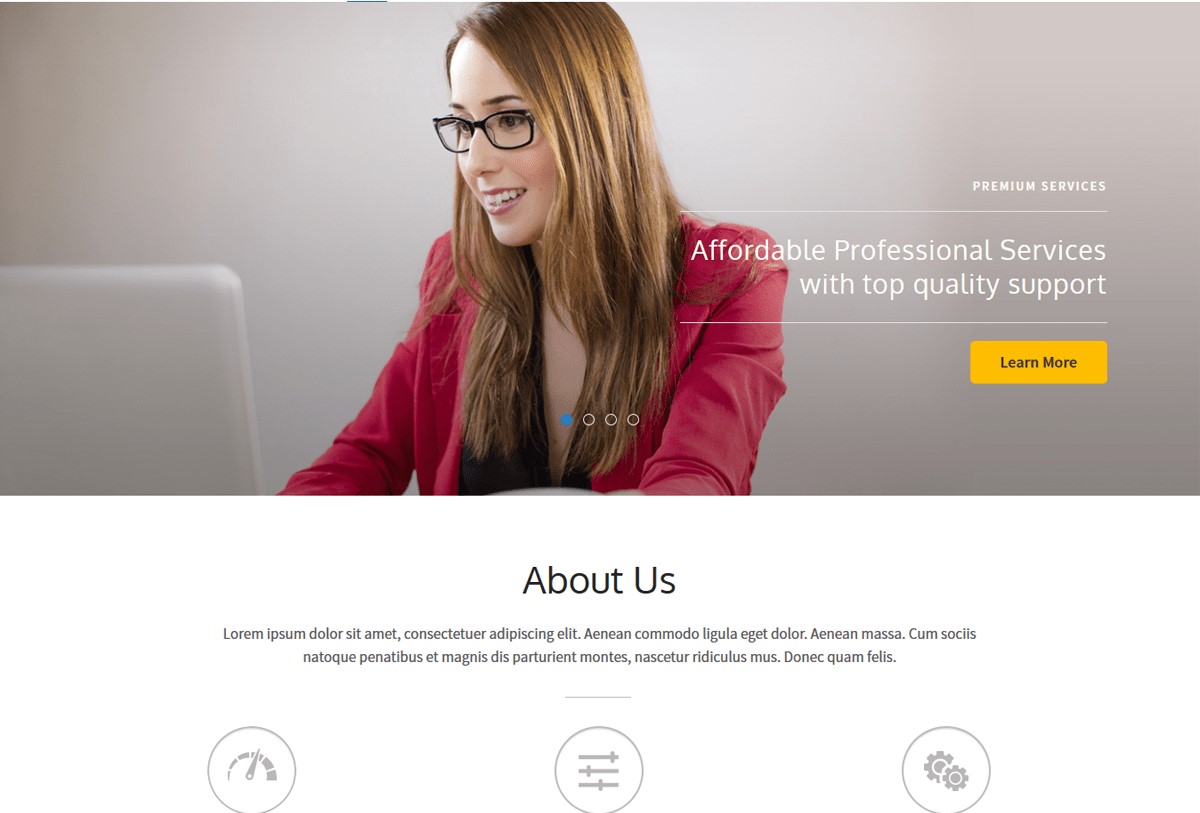 PREMIUM SERVICES
Affordable Professional Services
with top quality support
Learn More
About Us
Lorem ipsum dolor sit amet, consectetuer adipiscing elit. Aenean commodo ligula eget dolor. Aenean massa. Cum sociis
natoque penatibus et magnis dis parturient montes, nascetur ridiculus mus. Donec quam felis.